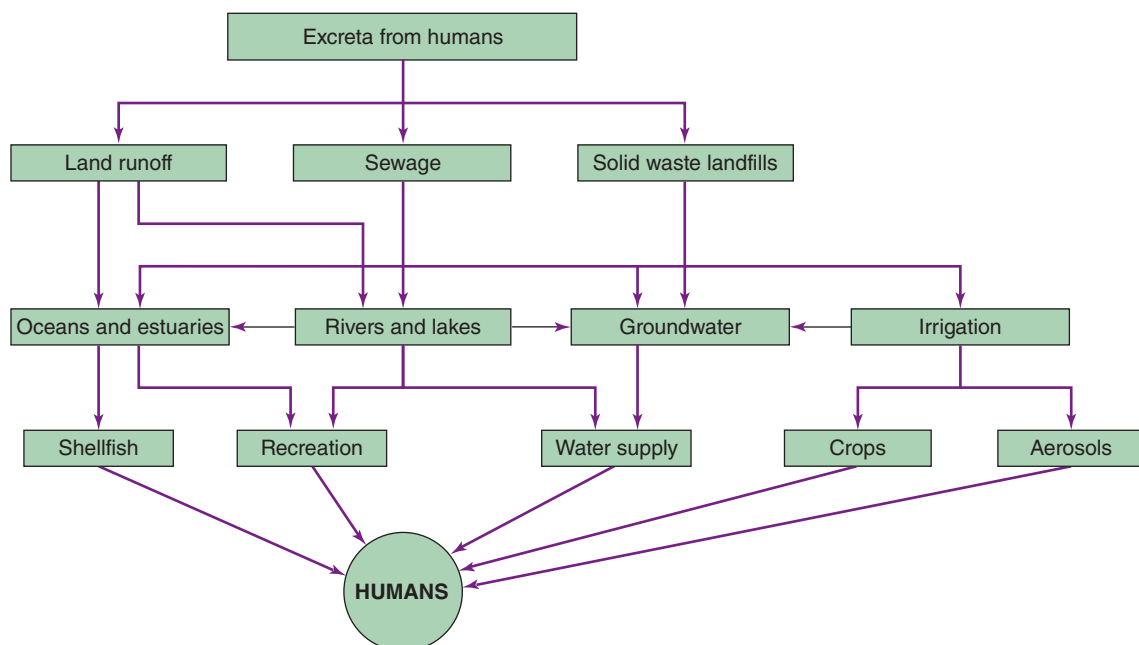 Excreta from humans
Land runoff
Sewage
Solid waste landfills
Oceans and estuaries
Rivers and lakes
Groundwater
Irrigation
Shellfish
Recreation
Water supply
Crops
Aerosols
HUMANS